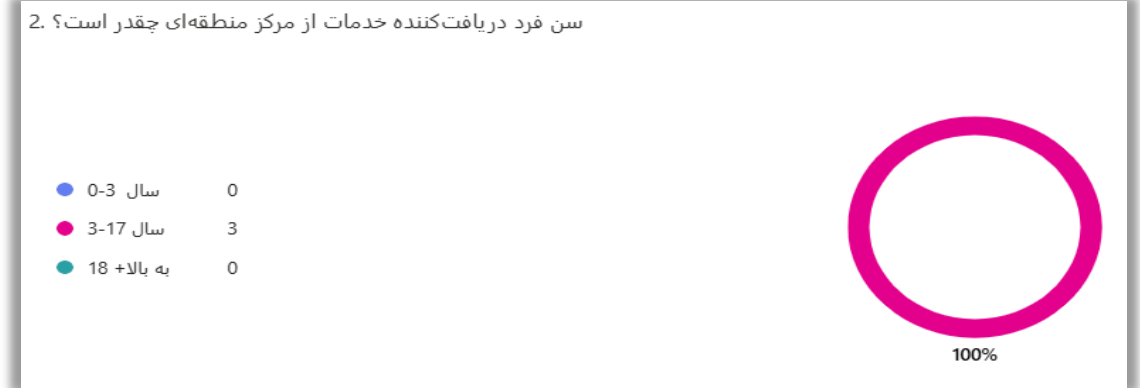 2. سن فرد دریافت‌کننده خدمات از مرکز منطقه‌ای چقدر است؟
0-3 سال 0
3-17 سال 3
18 +به بالا 0
100%